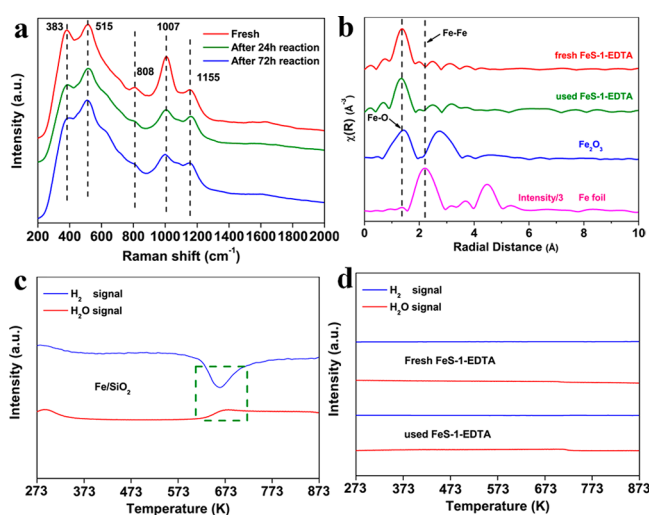 a
383
515
1007
Fresh
After 24h reaction
After 72h reaction
808
1155
Intensity (a.u.)
200 400 600 800 1000 1200 1400 1600 1800 2000
Raman shift (cm⁻¹)
b
Fe-Fe
fresh FeS-1-EDTA
used FeS-1-EDTA
Fe-O
Fe₂O₃
Intensity/3 Fe foil
χ(R) (Å⁻³)
0 2 4 6 8 10
Radial Distance (Å)
c
H₂ signal
H₂O signal
Fe/SiO₂
Intensity (a.u.)
273 373 473 573 673 773 873
Temperature (K)
d
H₂ signal
H₂O signal
Fresh FeS-1-EDTA
used FeS-1-EDTA
Intensity (a.u.)
273 373 473 573 673 773 873
Temperature (K)